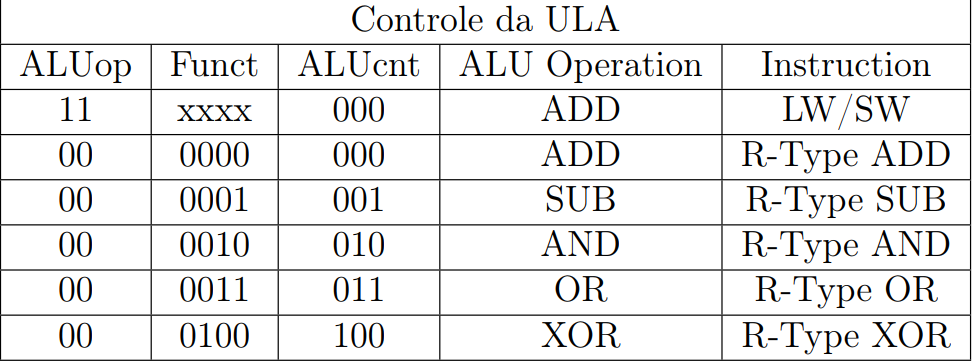 Controle da ULA
ALUop Funct ALUcnt ALU Operation Instruction
11 xxxx 000 ADD LW/SW
00 0000 000 ADD R-Type ADD
00 0001 001 SUB R-Type SUB
00 0010 010 AND R-Type AND
00 0011 011 OR R-Type OR
00 0100 100 XOR R-Type XOR